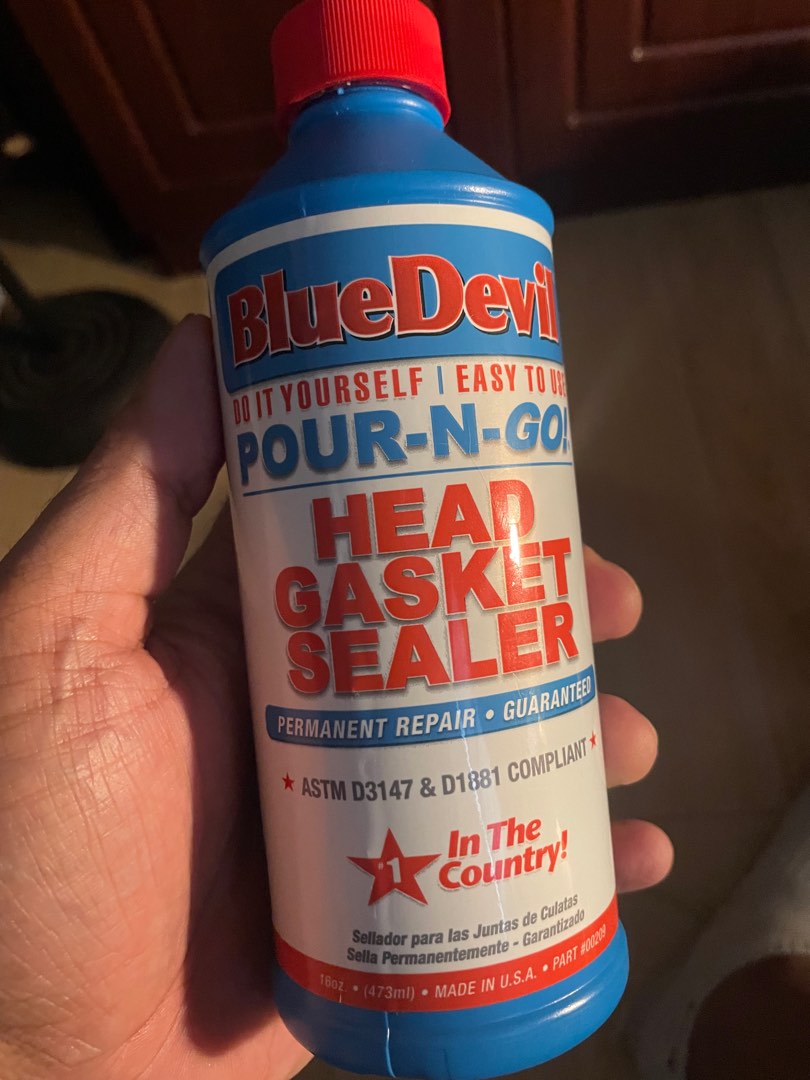 BlueDevil
DO IT YOURSELF | EASY TO USE
POUR-N-GO!
HEAD
GASKET
SEALER
PERMANENT REPAIR • GUARANTEED
★ ASTM D3147 & D1881 COMPLIANT ★
#1 In The
Country!
Sellador para las Juntas de Culatas
Sella Permanentemente - Garantizado
16oz. • (473ml) • MADE IN U.S.A. • PART #00209